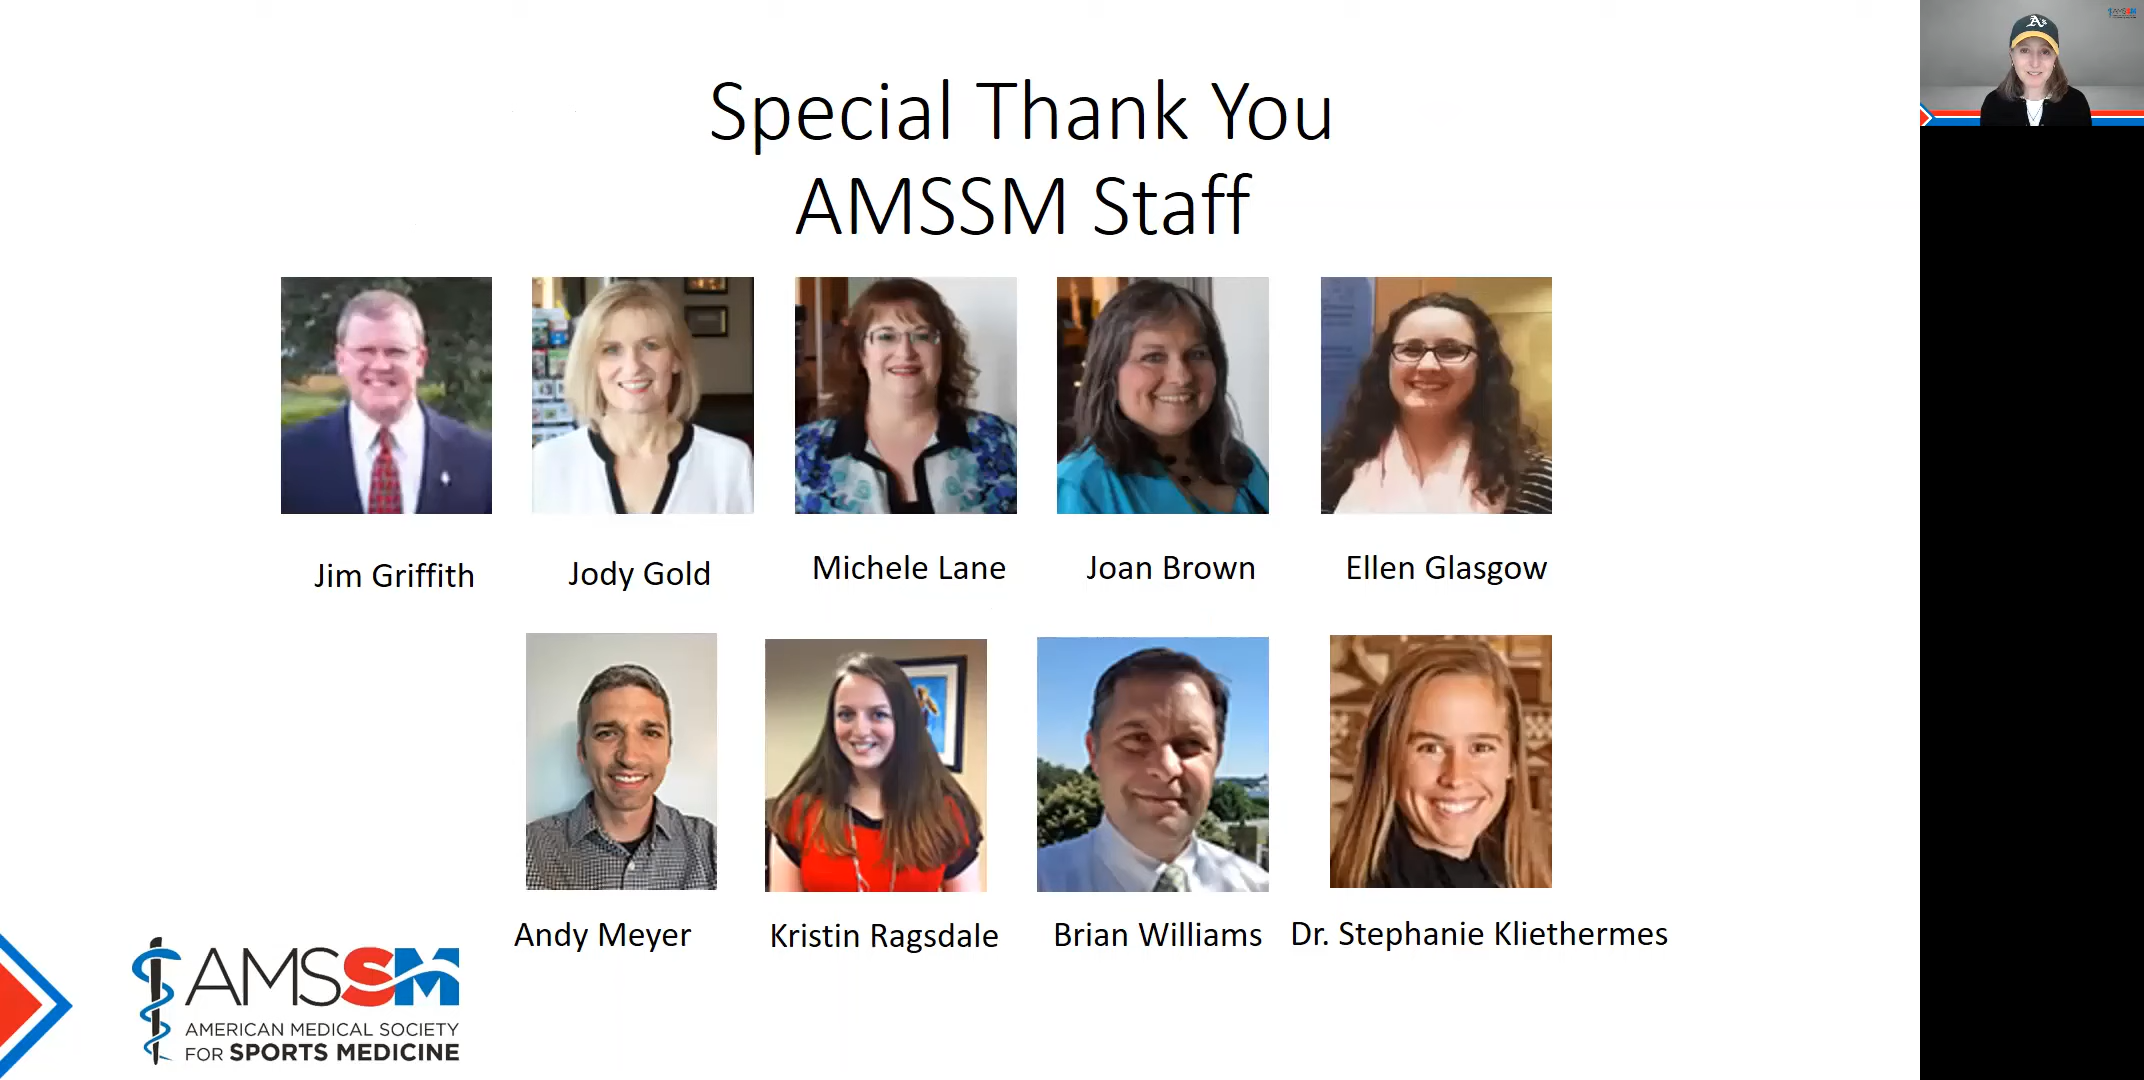 Special Thank You
AMSSM Staff
Jim Griffith
Jody Gold
Michele Lane
Joan Brown
Ellen Glasgow
Andy Meyer
Kristin Ragsdale
Brian Williams
Dr. Stephanie Kliethermes
AMSSM
AMERICAN MEDICAL SOCIETY
FOR SPORTS MEDICINE
A's
AMSSM